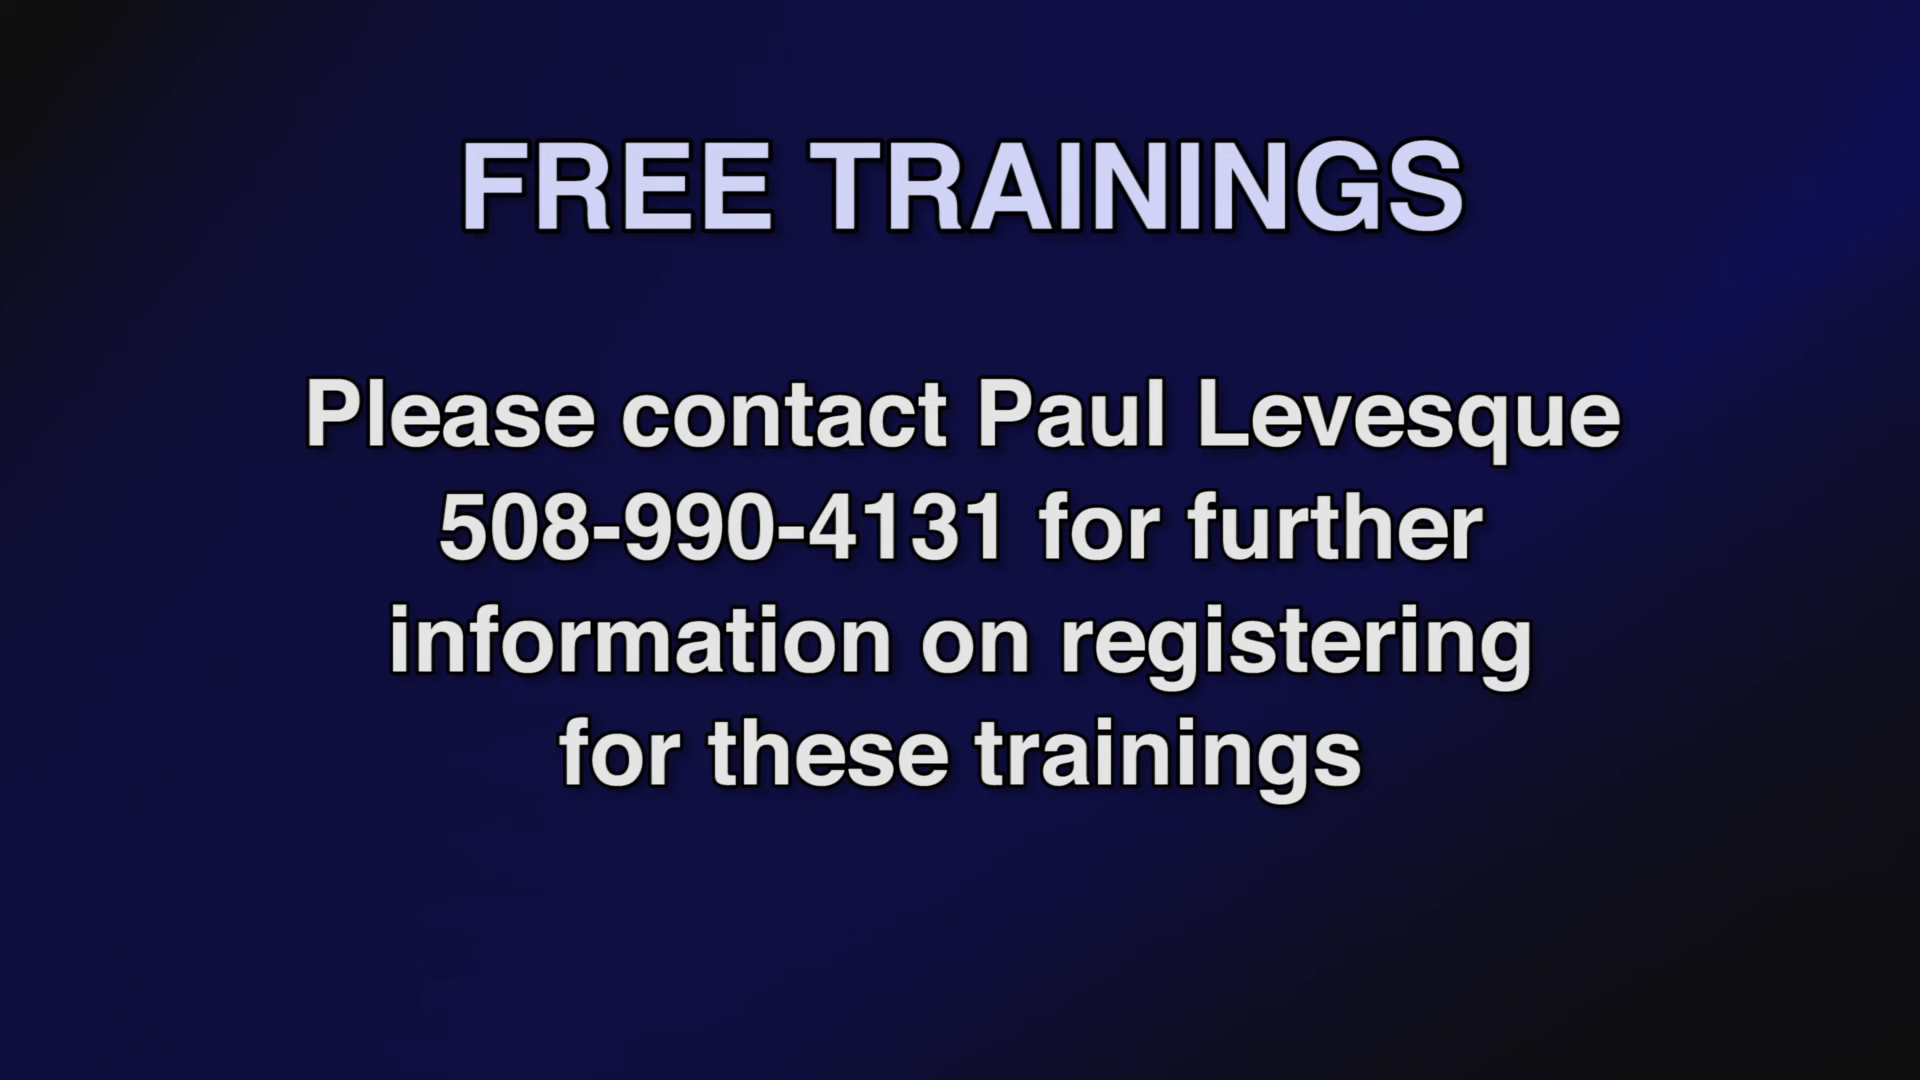 FREE TRAININGS
Please contact Paul Levesque
508-990-4131 for further
information on registering
for these trainings